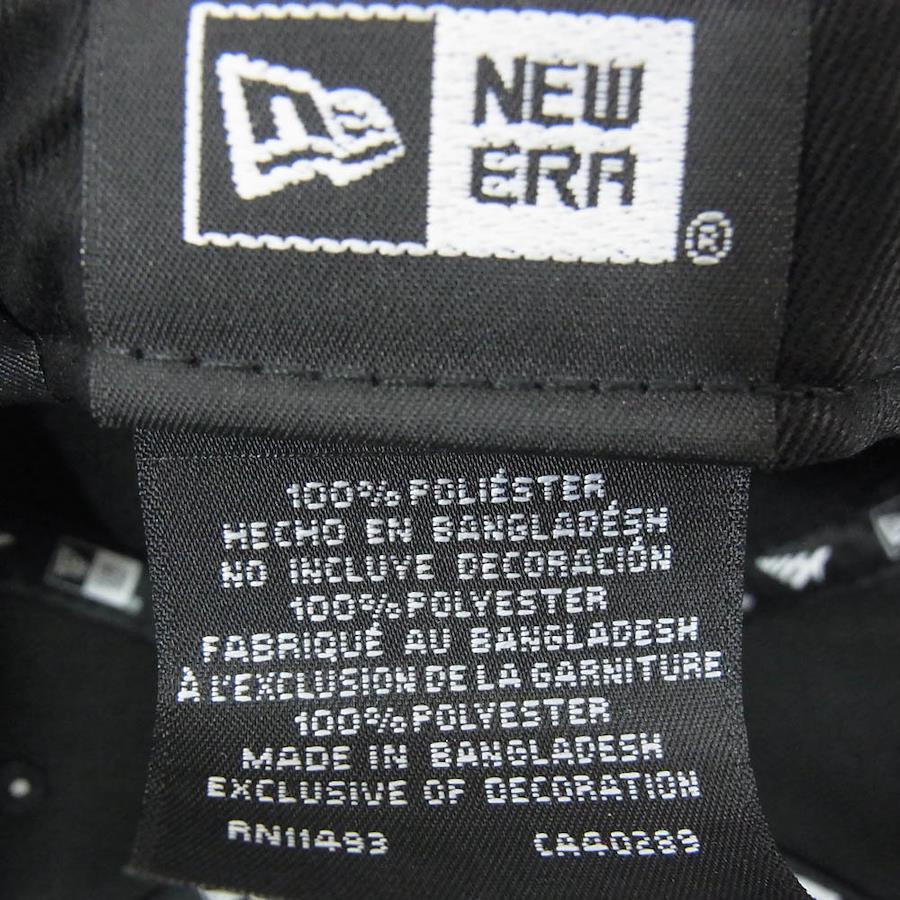 NEW
ERA
®
100% POLIÉSTER
HECHO EN BANGLADÉSH
NO INCLUYE DECORACIÓN
100% POLYESTER
FABRIQUÉ AU BANGLADESH
À L'EXCLUSION DE LA GARNITURE
100% POLYESTER
MADE IN BANGLADESH
EXCLUSIVE OF DECORATION
RN11493 CA40289